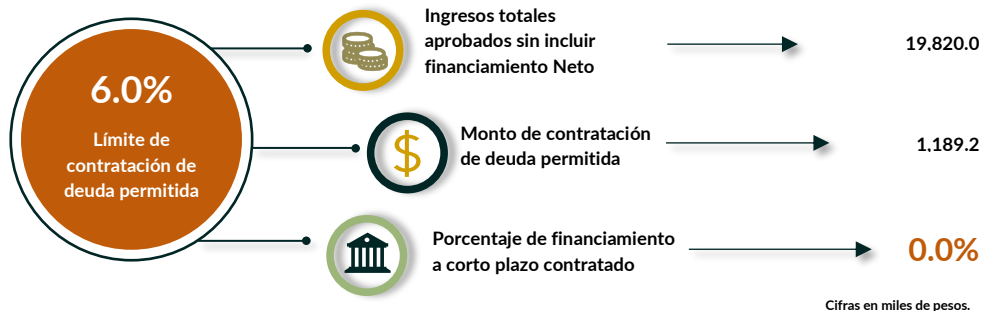 6.0%
Límite de
contratación de
deuda permitida
Ingresos totales
aprobados sin incluir
financiamiento Neto
19,820.0
$
Monto de contratación
de deuda permitida
1,189.2
Porcentaje de financiamiento
a corto plazo contratado
0.0%
Cifras en miles de pesos.